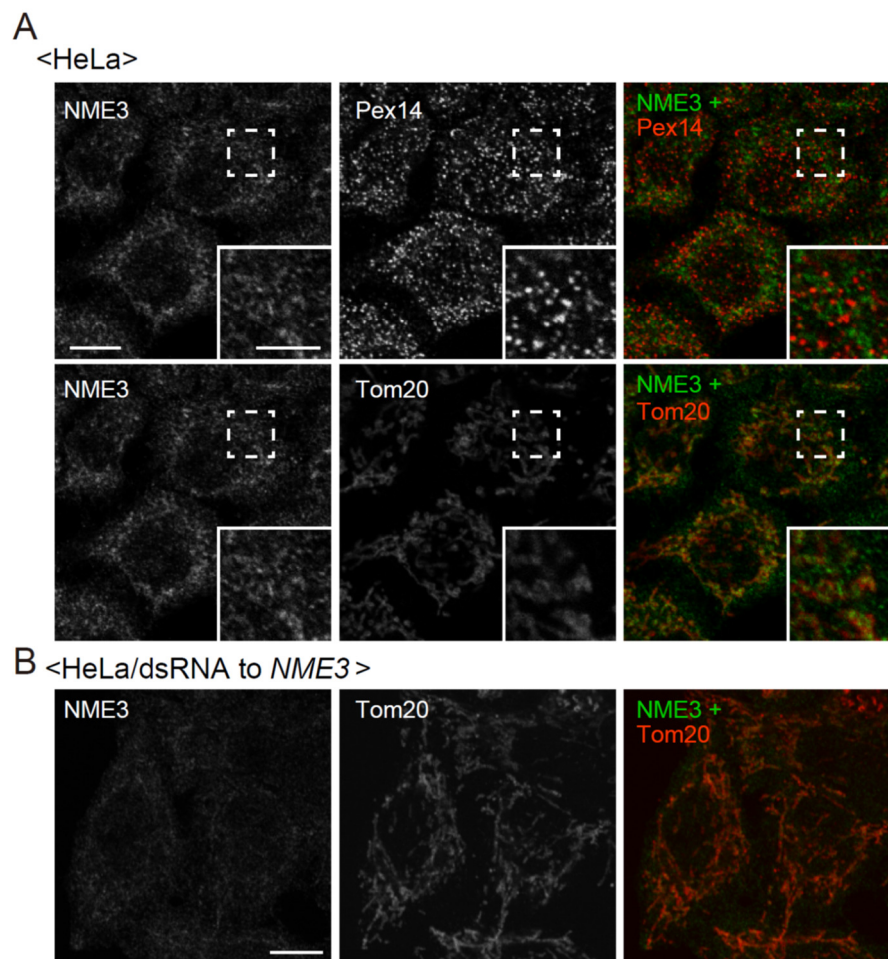 A
<HeLa>
NME3
Pex14
NME3 +
Pex14
NME3
Tom20
NME3 +
Tom20
B <HeLa/dsRNA to NME3 >
NME3
Tom20
NME3 +
Tom20